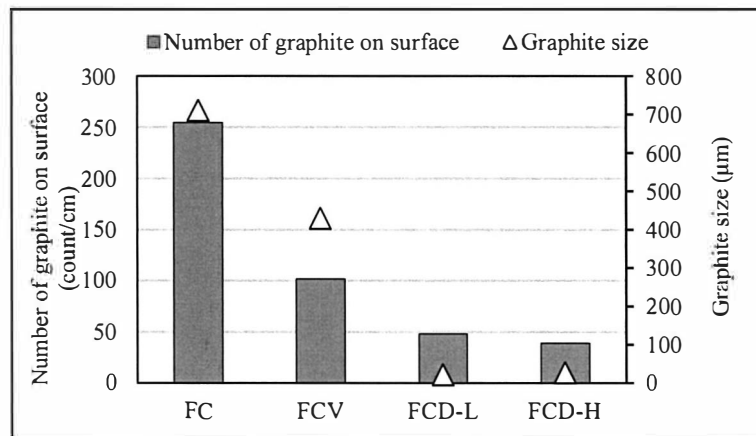 Number of graphite on surface
Graphite size
Number of graphite on surface
(count/cm)
300
250
200
150
100
50
0
800
700
600
500
400
300
200
100
0
Graphite size (μm)
FC
FCV
FCD-L
FCD-H